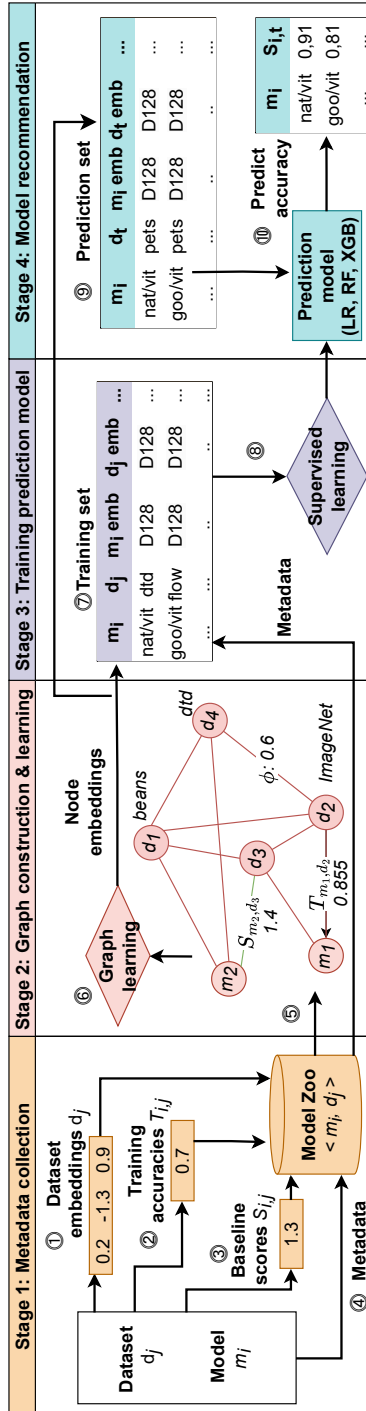 Stage 1: Metadata collection
Dataset
dⱼ
Model
mᵢ
① Dataset
embeddings dⱼ
0.2 -1.3 0.9
② Training
accuracies Tᵢ,ⱼ
0.7
③ Baseline
scores Sᵢ,ⱼ
1.3
④ Metadata
Model Zoo
< mᵢ, dⱼ >
Stage 2: Graph construction & learning
⑤
⑥
Graph
learning
Node
embeddings
beans
d₁
dtd
d₄
m₂
S_{m₂,d₃}
1.4
d₃
ϕ: 0.6
m₁
T_{m₁,d₂}
0.855
d₂
ImageNet
Stage 3: Training prediction model
⑦ Training set
mᵢ dⱼ mᵢ emb dⱼ emb ...
nat/vit dtd D128 D128 ...
goo/vit flow D128 D128 ...
... .. .. ...
Metadata
⑧
Supervised
learning
Stage 4: Model recommendation
⑨ Prediction set
mᵢ dₜ mᵢ emb dₜ emb ...
nat/vit pets D128 D128 ...
goo/vit pets D128 D128 ...
... .. .. ...
Prediction
model
(LR, RF, XGB)
⑩ Predict
accuracy
mᵢ Sᵢ,ₜ
nat/vit 0,91
goo/vit 0,81
... ...